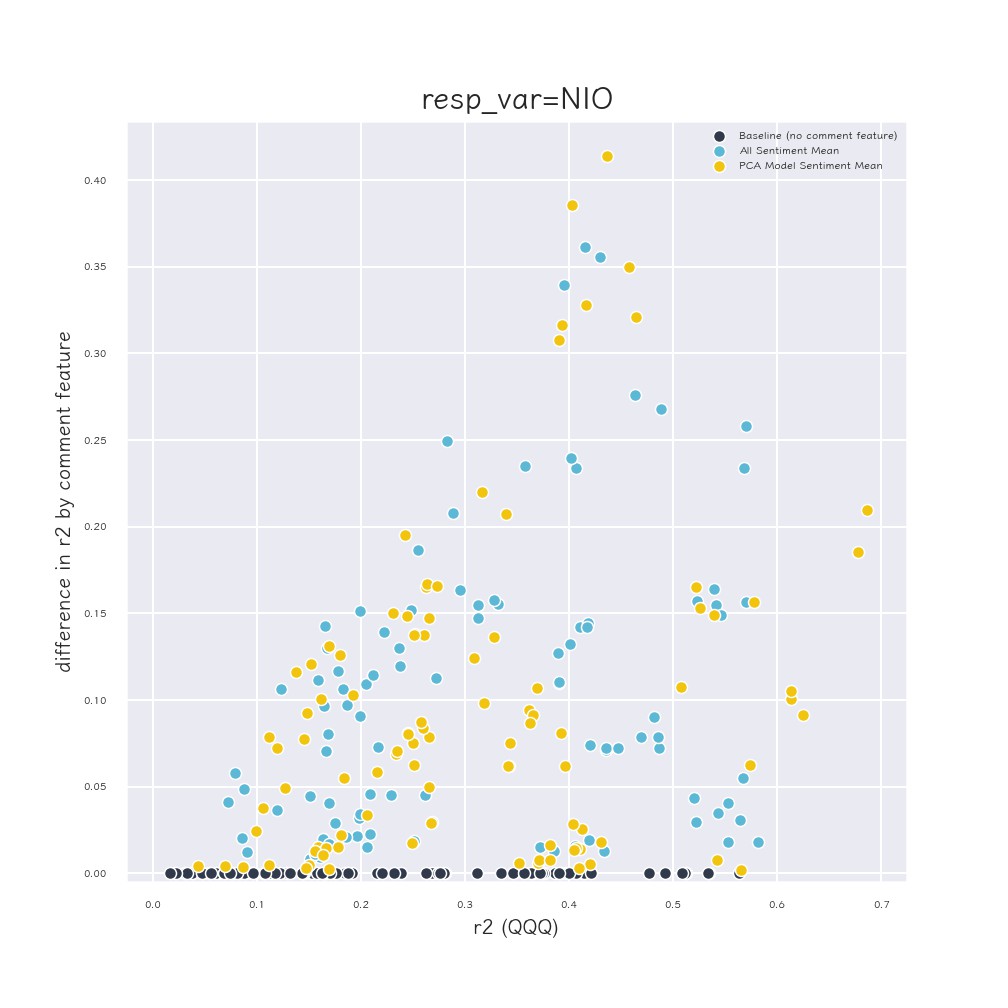 resp_var=NIO
Baseline (no comment feature)
All Sentiment Mean
PCA Model Sentiment Mean
difference in r2 by comment feature
0.40
0.35
0.30
0.25
0.20
0.15
0.10
0.05
0.00
0.0 0.1 0.2 0.3 0.4 0.5 0.6 0.7
r2 (QQQ)